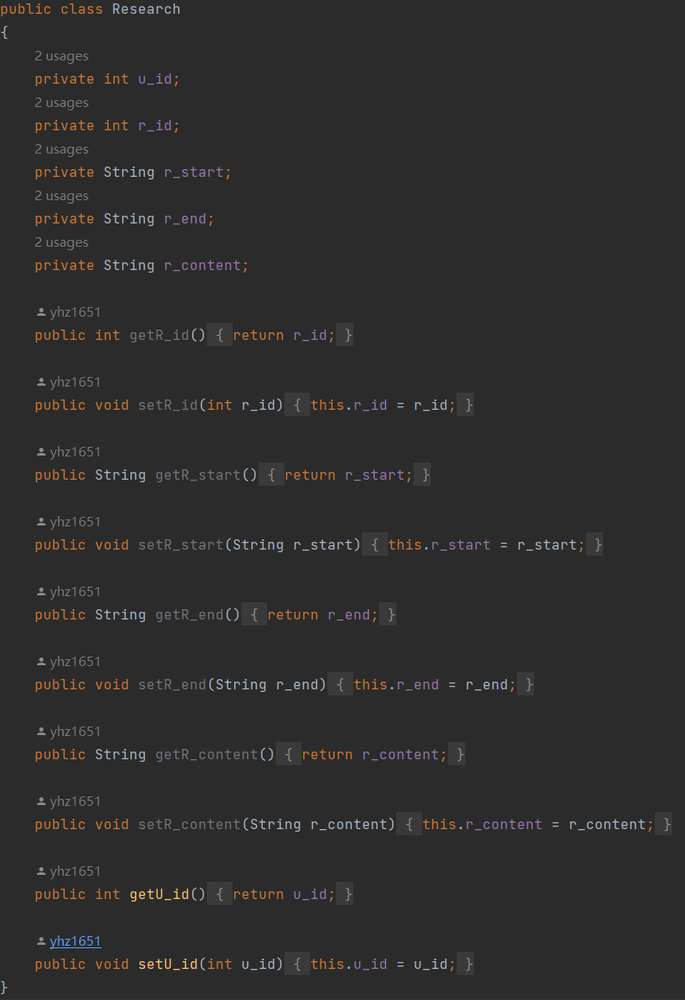 public class Research
{
2 usages
private int u_id;
2 usages
private int r_id;
2 usages
private String r_start;
2 usages
private String r_end;
2 usages
private String r_content;
yhz1651
public int getR_id() { return r_id; }
yhz1651
public void setR_id(int r_id) { this.r_id = r_id; }
yhz1651
public String getR_start() { return r_start; }
yhz1651
public void setR_start(String r_start) { this.r_start = r_start; }
yhz1651
public String getR_end() { return r_end; }
yhz1651
public void setR_end(String r_end) { this.r_end = r_end; }
yhz1651
public String getR_content() { return r_content; }
yhz1651
public void setR_content(String r_content) { this.r_content = r_content; }
yhz1651
public int getU_id() { return u_id; }
yhz1651
public void setU_id(int u_id) { this.u_id = u_id; }
}